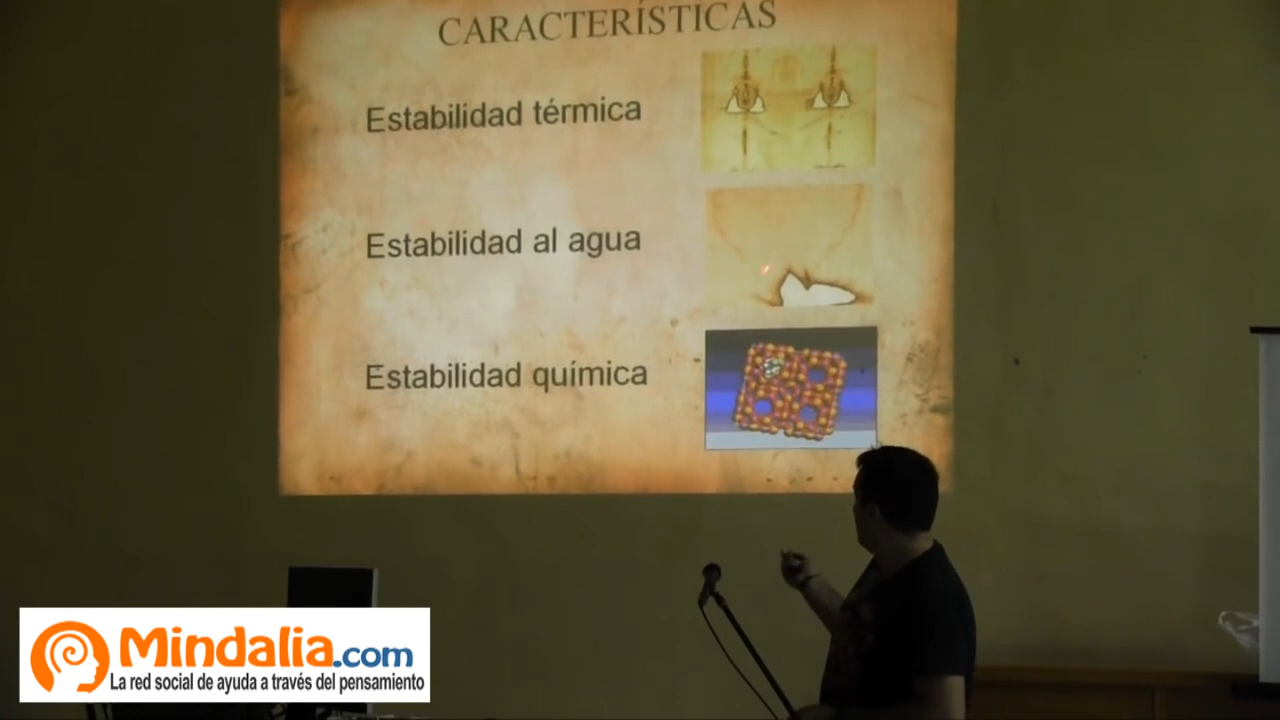 CARACTERÍSTICAS
Estabilidad térmica
Estabilidad al agua
Estabilidad química
Mindalia.com
La red social de ayuda a través del pensamiento